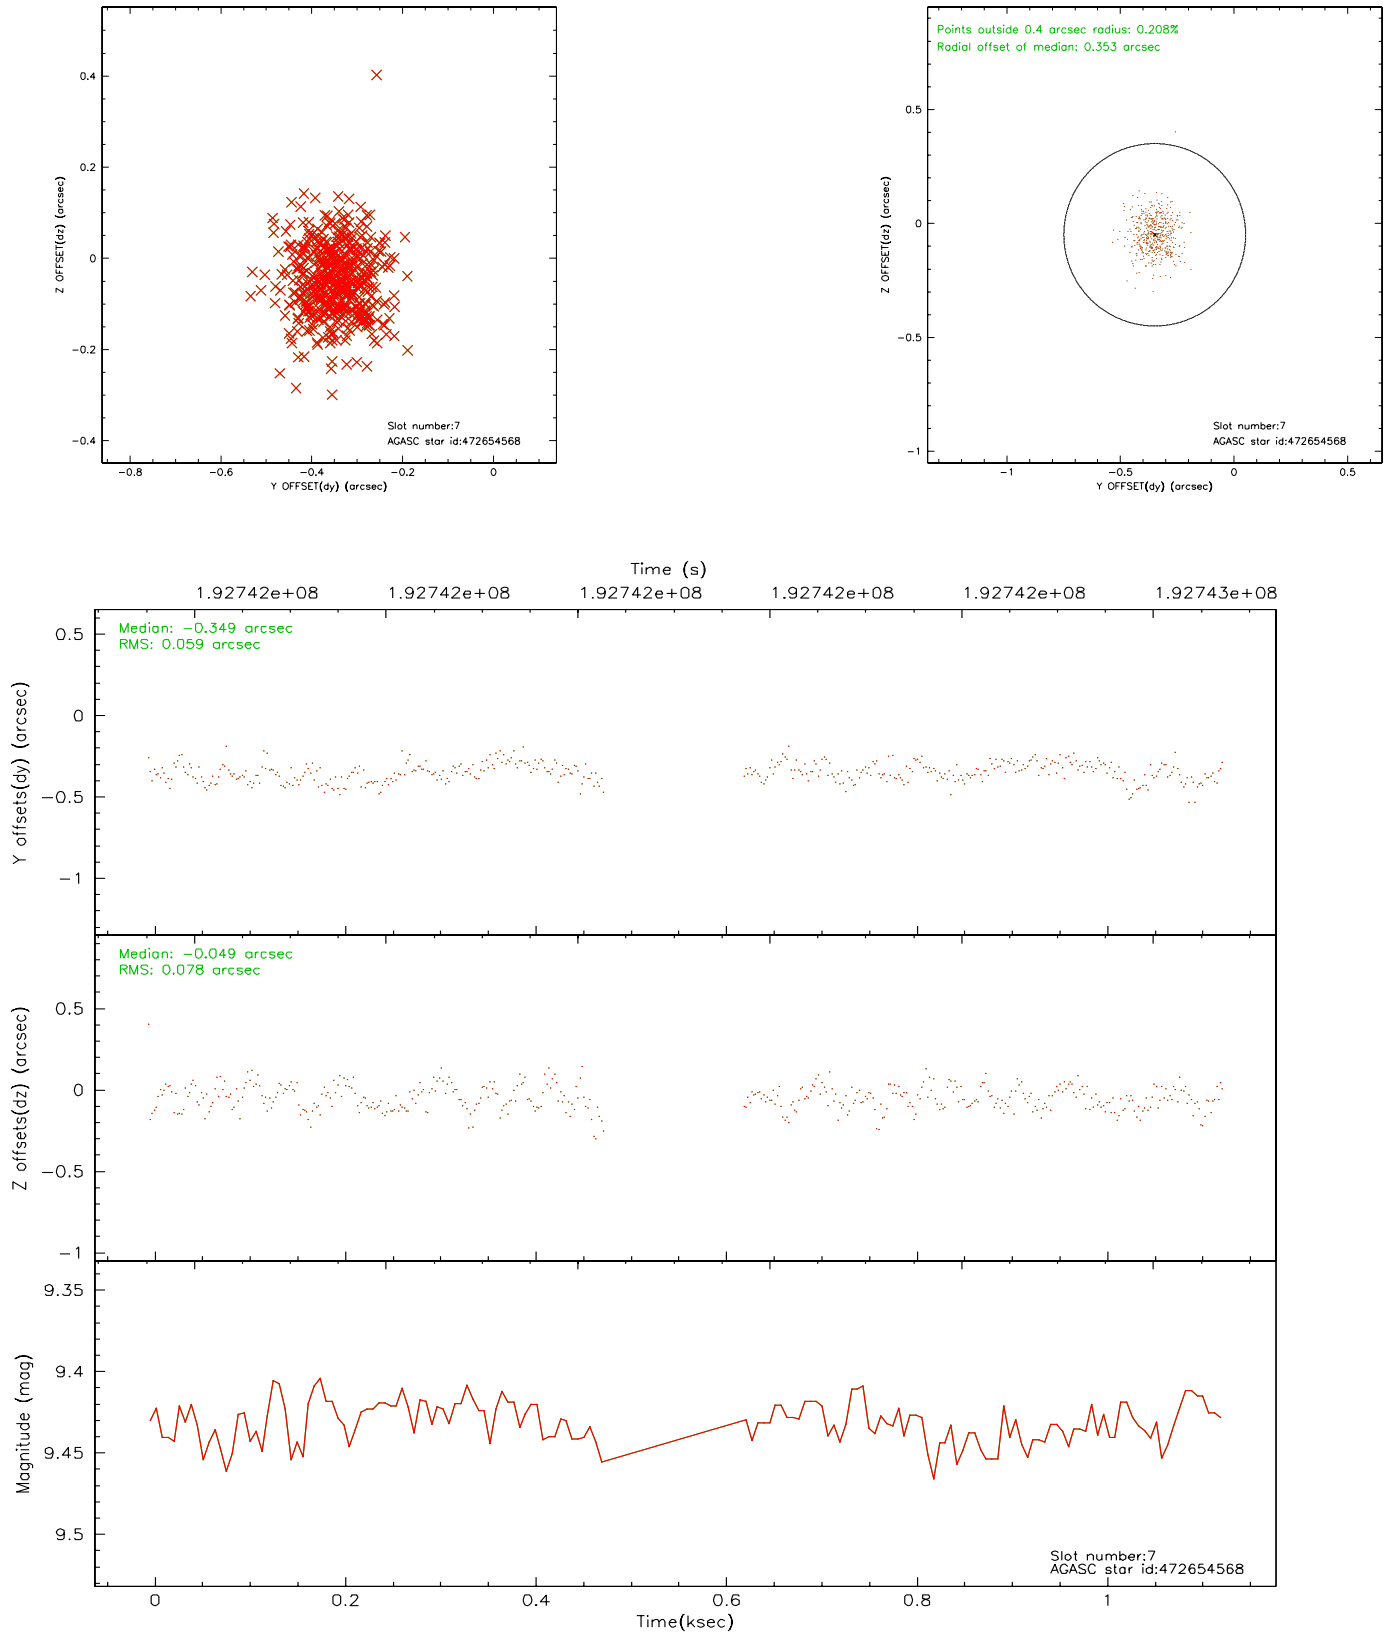 0.4
0.2
0
−0.2
−0.4
Z OFFSET(dz) (arcsec)
Slot number:7
AGASC star id:472654568
−0.8 −0.6 −0.4 −0.2 0
Y OFFSET(dy) (arcsec)
Points outside 0.4 arcsec radius: 0.208%
Radial offset of median: 0.353 arcsec
0.5
0
−0.5
−1
Z OFFSET(dz) (arcsec)
Slot number:7
AGASC star id:472654568
−1 −0.5 0 0.5
Y OFFSET(dy) (arcsec)
Time (s)
1.92742e+08 1.92742e+08 1.92742e+08 1.92742e+08 1.92742e+08 1.92743e+08
Median: −0.349 arcsec
RMS: 0.059 arcsec
0.5
0
−0.5
−1
Y offsets(dy) (arcsec)
Median: −0.049 arcsec
RMS: 0.078 arcsec
0.5
0
−0.5
−1
Z offsets(dz) (arcsec)
9.35
9.4
9.45
9.5
Magnitude (mag)
Slot number:7
AGASC star id:472654568
0 0.2 0.4 0.6 0.8 1
Time(ksec)